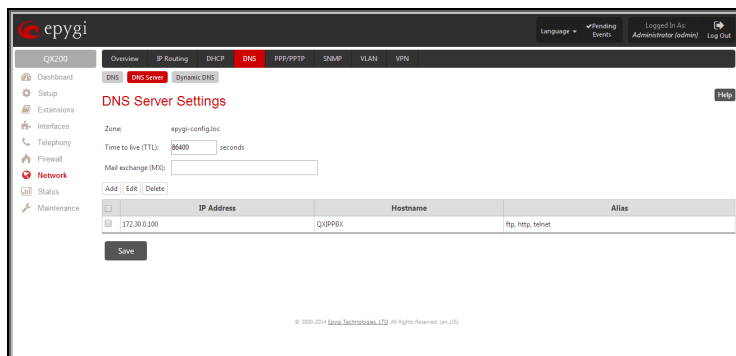 epygi
Language
Pending Events
Logged In As:
Administrator (admin)
Log Out
QX200
Overview IP Routing DHCP DNS PPP/PPTP SNMP VLAN VPN
Dashboard
Setup
Extensions
Interfaces
Telephony
Firewall
Network
Status
Maintenance
DNS DNS Server Dynamic DNS
DNS Server Settings
Help
Zone: epygi-config.loc
Time to live (TTL): 86400 seconds
Mail exchange (MX):
Add Edit Delete
IP Address Hostname Alias
172.30.0.100 QXIPPBX ftp, http, telnet
Save
© 2000-2014 Epygi Technologies, LTD. All Rights Reserved. (en_US)